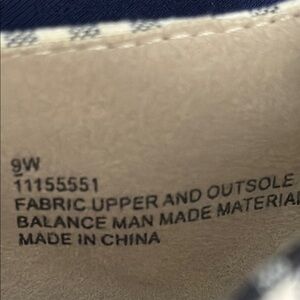 9W
11155551
FABRIC UPPER AND OUTSOLE
BALANCE MAN MADE MATERIAL
MADE IN CHINA